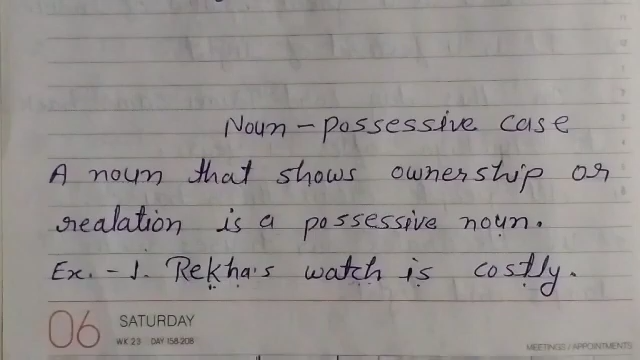 Noun - possessive case
A noun that shows ownership or
realation is a possessive noun.
Ex. - 1. Rekha's watch is costly.
06 SATURDAY
WK 23 DAY 158-208
MEETINGS / APPOINTMENTS